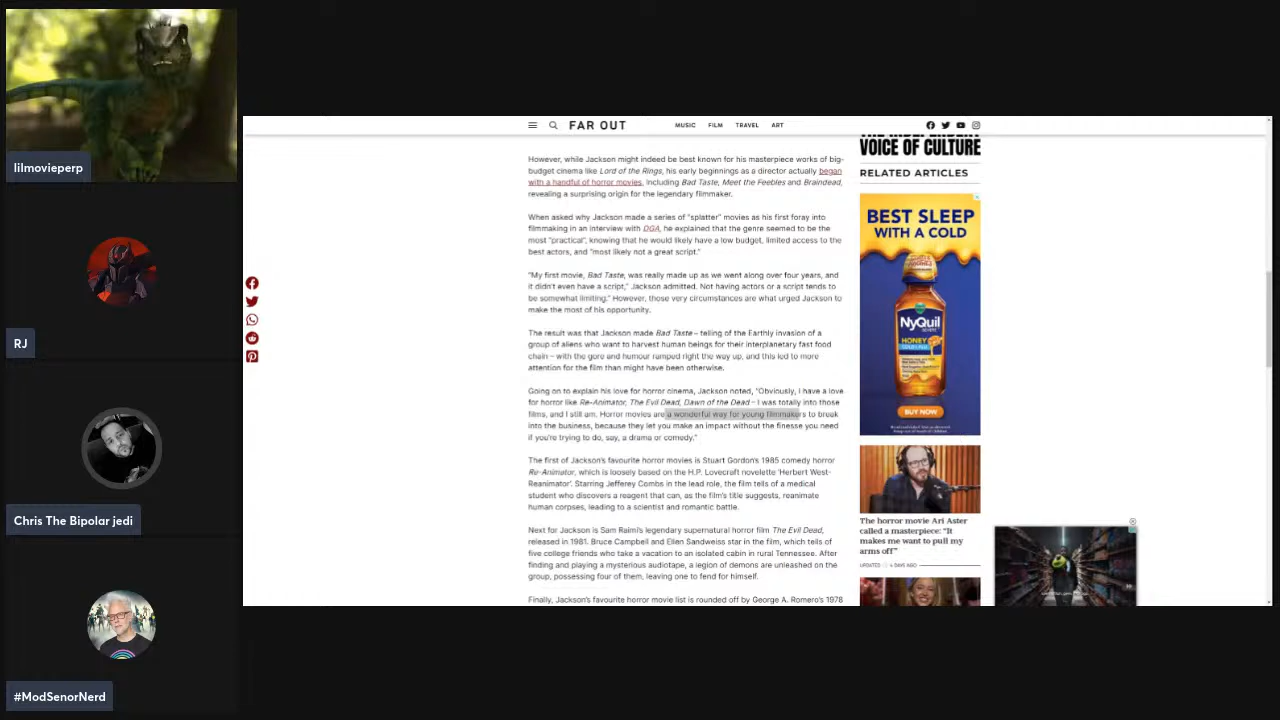 lilmovieperp
RJ
Chris The Bipolar jedi
#ModSenorNerd
FAR OUT
MUSIC FILM TRAVEL ART
However, while Jackson might indeed be best known for his masterpiece works of big-
budget cinema like Lord of the Rings, his early beginnings as a director actually began
with a handful of horror movies, including Bad Taste, Meet the Feebles and Braindead,
revealing a surprising origin for the legendary filmmaker.
When asked why Jackson made a series of "splatter" movies as his first foray into
filmmaking in an interview with DGA, he explained that the genre seemed to be the
most "practical", knowing that he would likely have a low budget, limited access to the
best actors, and "most likely not a great script."
"My first movie, Bad Taste, was really made up as we went along over four years, and
it didn't even have a script," Jackson admitted. Not having actors or a script tends to
be somewhat limiting." However, those very circumstances are what urged Jackson to
make the most of his opportunity.
The result was that Jackson made Bad Taste – telling of the Earthly invasion of a
group of aliens who want to harvest human beings for their interplanetary fast food
chain – with the gore and humour ramped right the way up, and this led to more
attention for the film than might have been otherwise.
Going on to explain his love for horror cinema, Jackson noted, "Obviously, I have a love
for horror like Re-Animator, The Evil Dead, Dawn of the Dead – I was totally into those
films, and I still am. Horror movies are a wonderful way for young filmmakers to break
into the business, because they let you make an impact without the finesse you need
if you're trying to do, say, a drama or comedy."
The first of Jackson's favourite horror movies is Stuart Gordon's 1985 comedy horror
Re-Animator, which is loosely based on the H.P. Lovecraft novelette 'Herbert West-
Reanimator'. Starring Jefferey Combs in the lead role, the film tells of a medical
student who discovers a reagent that can, as the film's title suggests, reanimate
human corpses, leading to a scientist and romantic battle.
Next for Jackson is Sam Raimi's legendary supernatural horror film The Evil Dead,
released in 1981. Bruce Campbell and Ellen Sandweiss star in the film, which tells of
five college friends who take a vacation to an isolated cabin in rural Tennessee. After
finding and playing a mysterious audiotape, a legion of demons are unleashed on the
group, possessing four of them, leaving one to fend for himself.
Finally, Jackson's favourite horror movie list is rounded off by George A. Romero's 1978
THE INDEPENDENT
VOICE OF CULTURE
RELATED ARTICLES
BEST SLEEP
WITH A COLD
NyQuil
HONEY
BUY NOW
The horror movie Ari Aster
called a masterpiece: "It
makes me want to pull my
arms off"
UPDATED 4 DAYS AGO